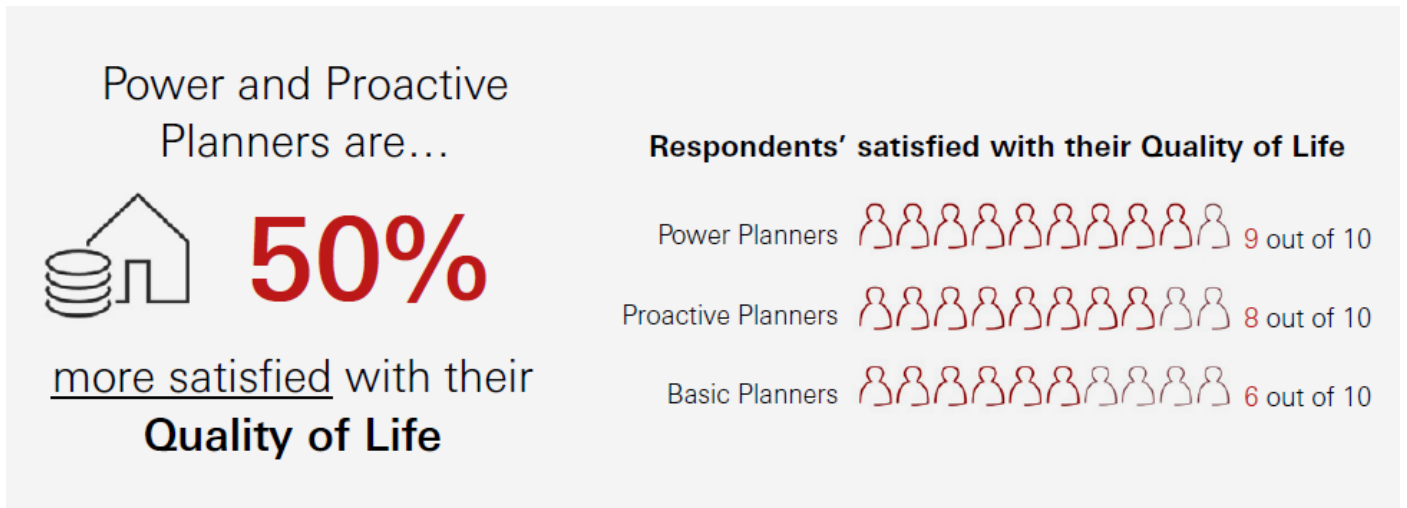 Power and Proactive
Planners are…
50%
more satisfied with their
Quality of Life
Respondents’ satisfied with their Quality of Life
Power Planners 9 out of 10
Proactive Planners 8 out of 10
Basic Planners 6 out of 10